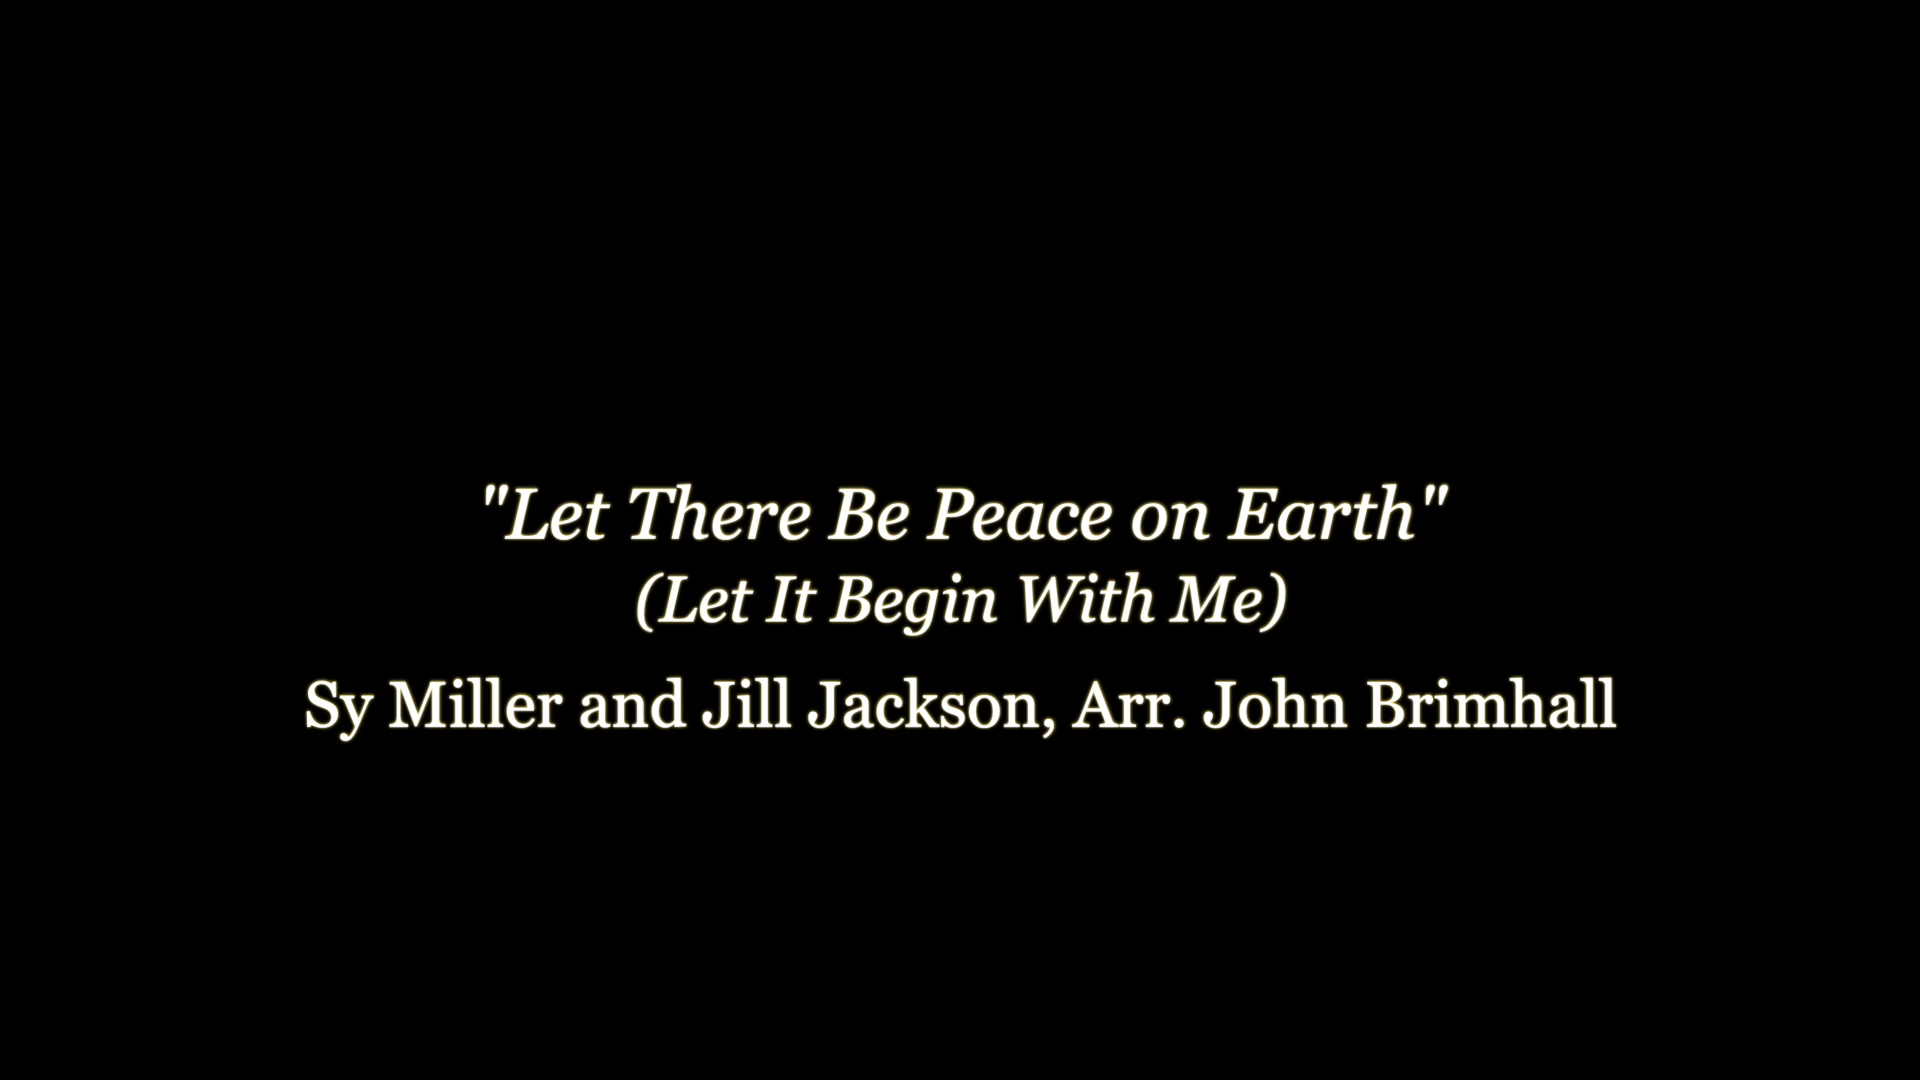 "Let There Be Peace on Earth"
(Let It Begin With Me)
Sy Miller and Jill Jackson, Arr. John Brimhall